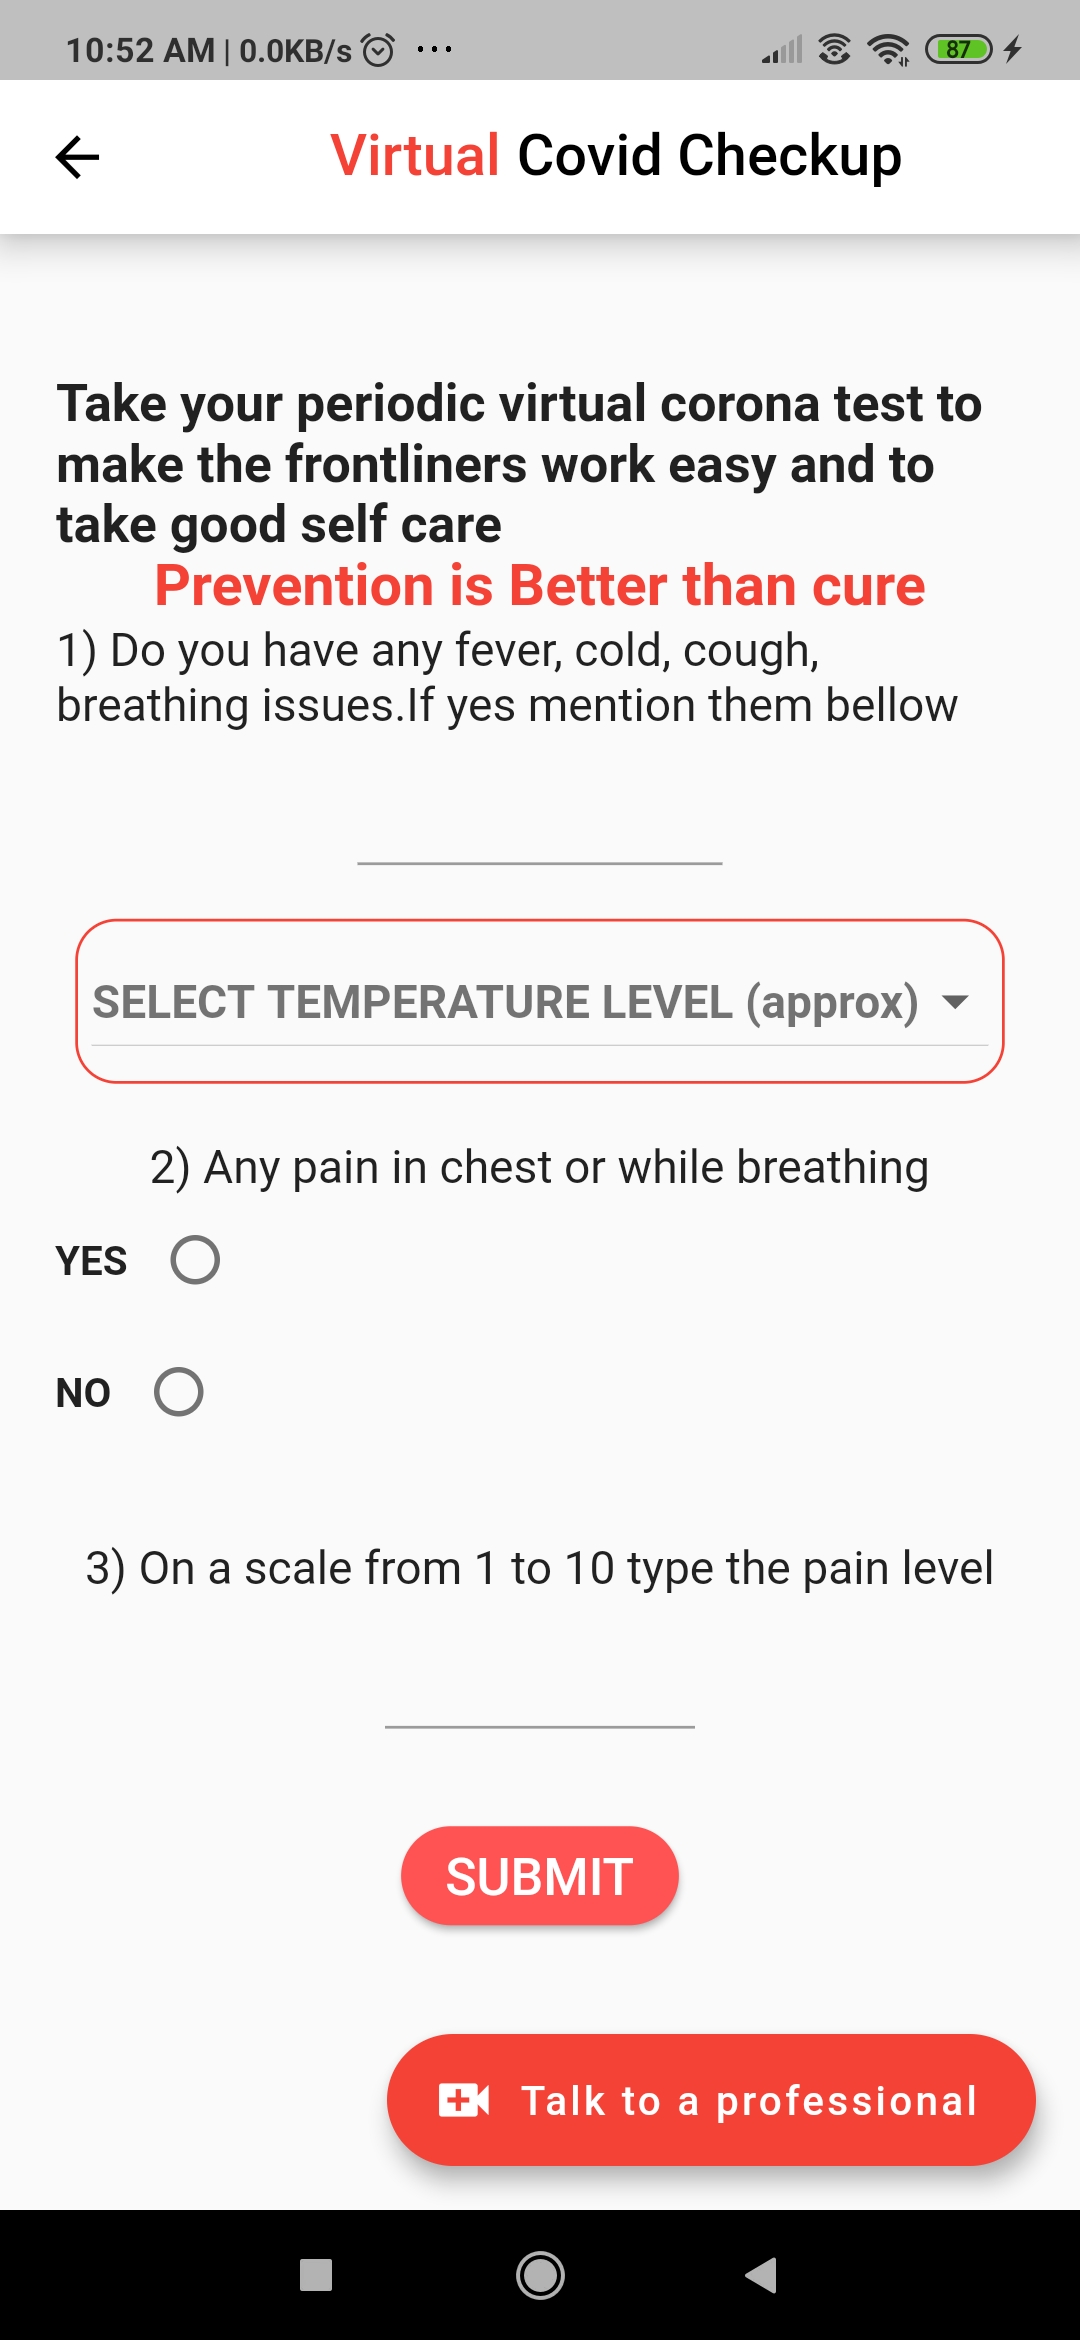 10:52 AM | 0.0KB/s ...
87
Virtual Covid Checkup
Take your periodic virtual corona test to
make the frontliners work easy and to
take good self care
Prevention is Better than cure
1) Do you have any fever, cold, cough,
breathing issues.If yes mention them bellow
SELECT TEMPERATURE LEVEL (approx)
2) Any pain in chest or while breathing
YES
NO
3) On a scale from 1 to 10 type the pain level
SUBMIT
Talk to a professional